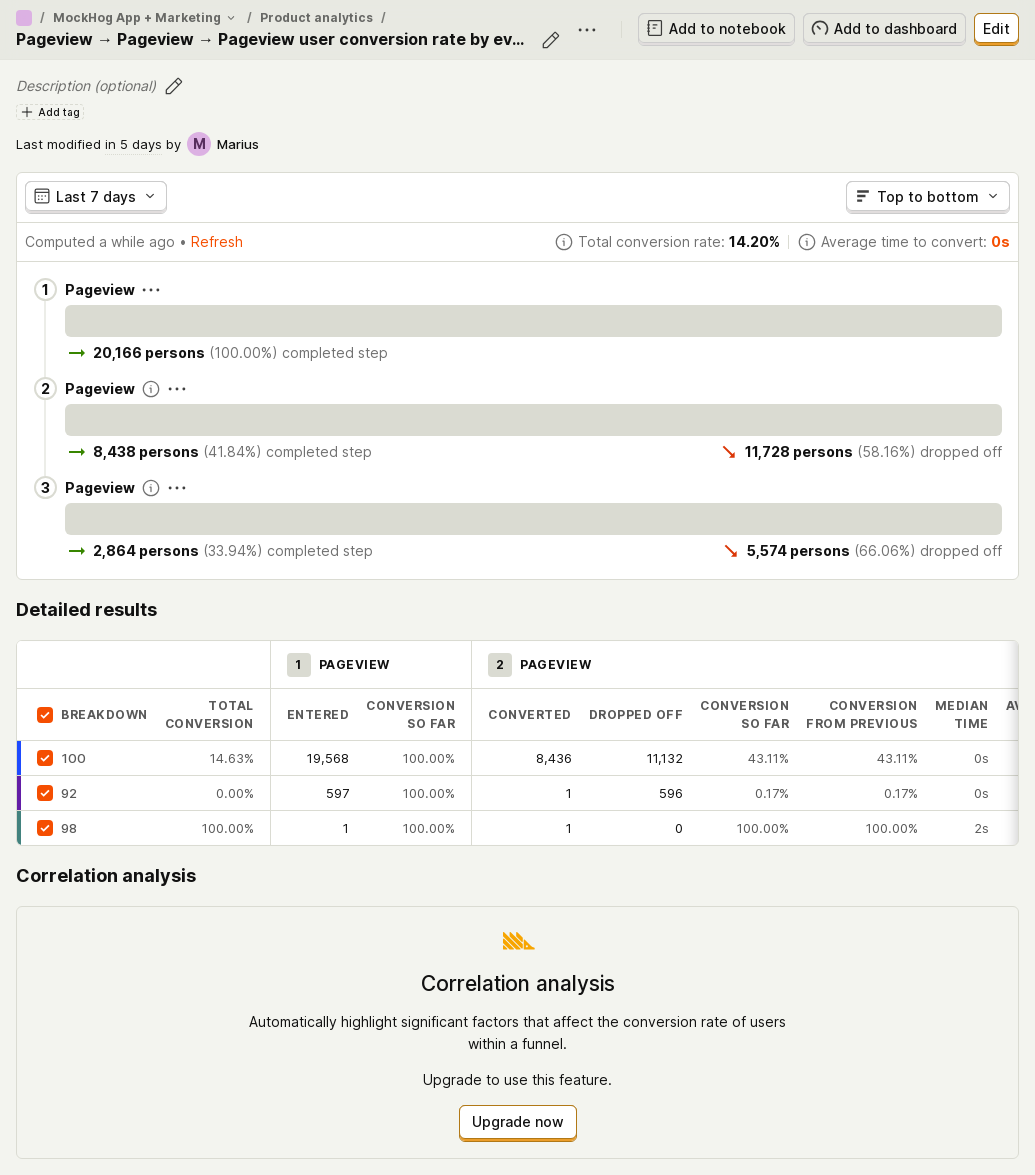 / MockHog App + Marketing / Product analytics /
Pageview → Pageview → Pageview user conversion rate by ev...
Add to notebook
Add to dashboard
Edit
Description (optional)
Add tag
Last modified in 5 days by M Marius
Last 7 days
Top to bottom
Computed a while ago • Refresh
Total conversion rate: 14.20%
Average time to convert: 0s
1 Pageview
20,166 persons (100.00%) completed step
2 Pageview
8,438 persons (41.84%) completed step
11,728 persons (58.16%) dropped off
3 Pageview
2,864 persons (33.94%) completed step
5,574 persons (66.06%) dropped off
Detailed results
1 PAGEVIEW
2 PAGEVIEW
BREAKDOWN
TOTAL
CONVERSION
ENTERED
CONVERSION
SO FAR
CONVERTED
DROPPED OFF
CONVERSION
SO FAR
CONVERSION
FROM PREVIOUS
MEDIAN
TIME
100 14.63% 19,568 100.00% 8,436 11,132 43.11% 43.11% 0s
92 0.00% 597 100.00% 1 596 0.17% 0.17% 0s
98 100.00% 1 100.00% 1 0 100.00% 100.00% 2s
Correlation analysis
Correlation analysis
Automatically highlight significant factors that affect the conversion rate of users
within a funnel.
Upgrade to use this feature.
Upgrade now